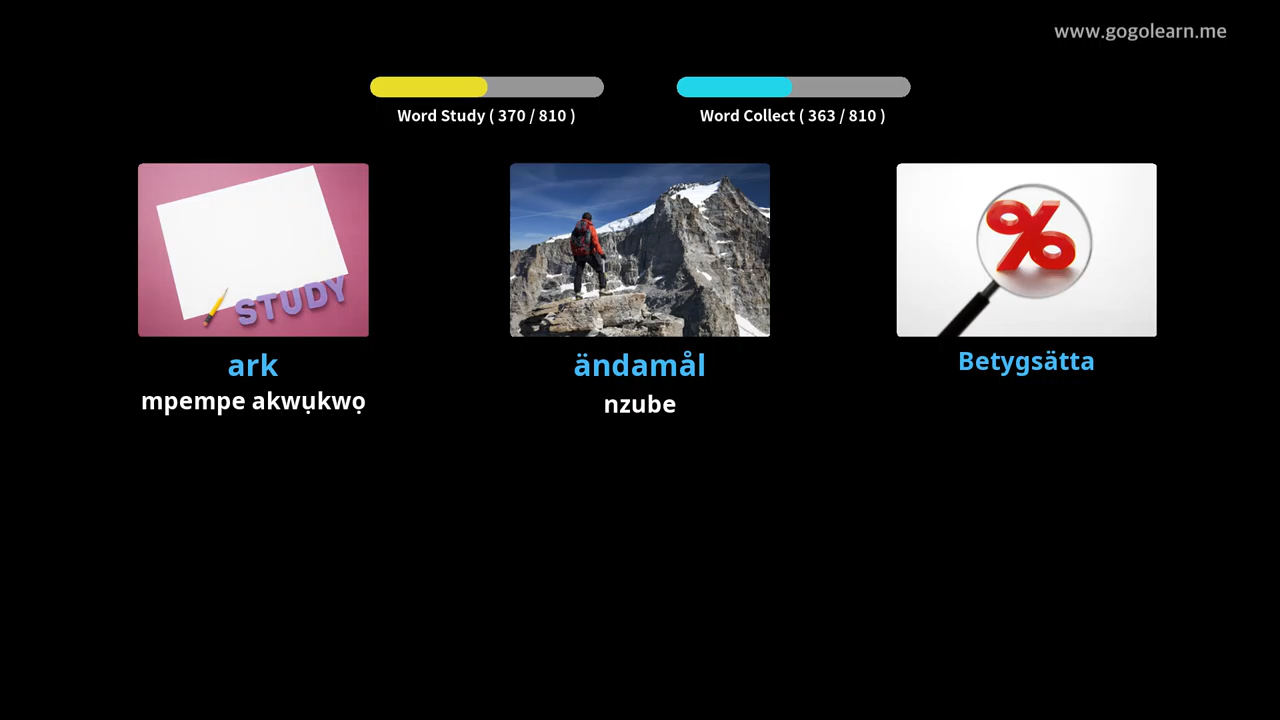 www.gogolearn.me
Word Study ( 370 / 810 )
Word Collect ( 363 / 810 )
STUDY
%
ark
ändamål
Betygsätta
mpempe akwụkwọ
nzube